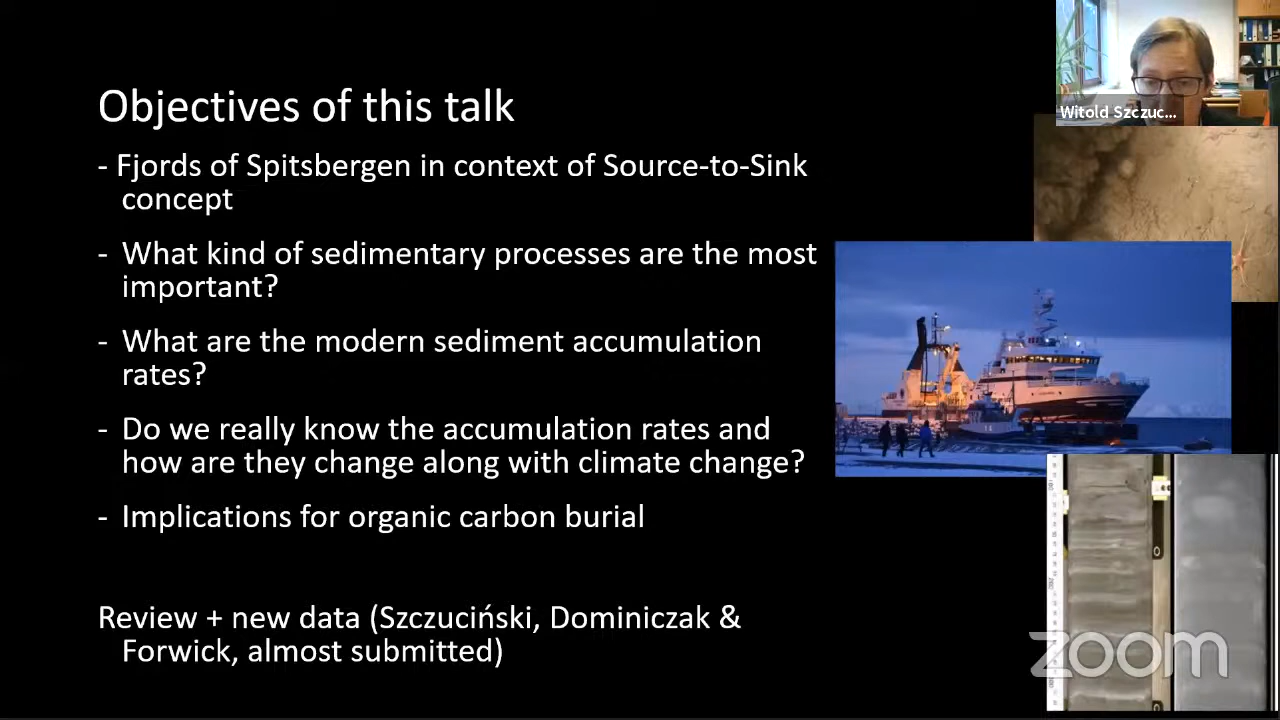 Objectives of this talk
- Fjords of Spitsbergen in context of Source-to-Sink
concept
- What kind of sedimentary processes are the most
important?
- What are the modern sediment accumulation
rates?
- Do we really know the accumulation rates and
how are they change along with climate change?
- Implications for organic carbon burial
Review + new data (Szczuciński, Dominiczak &
Forwick, almost submitted)
Witold Szczuc...
zoom